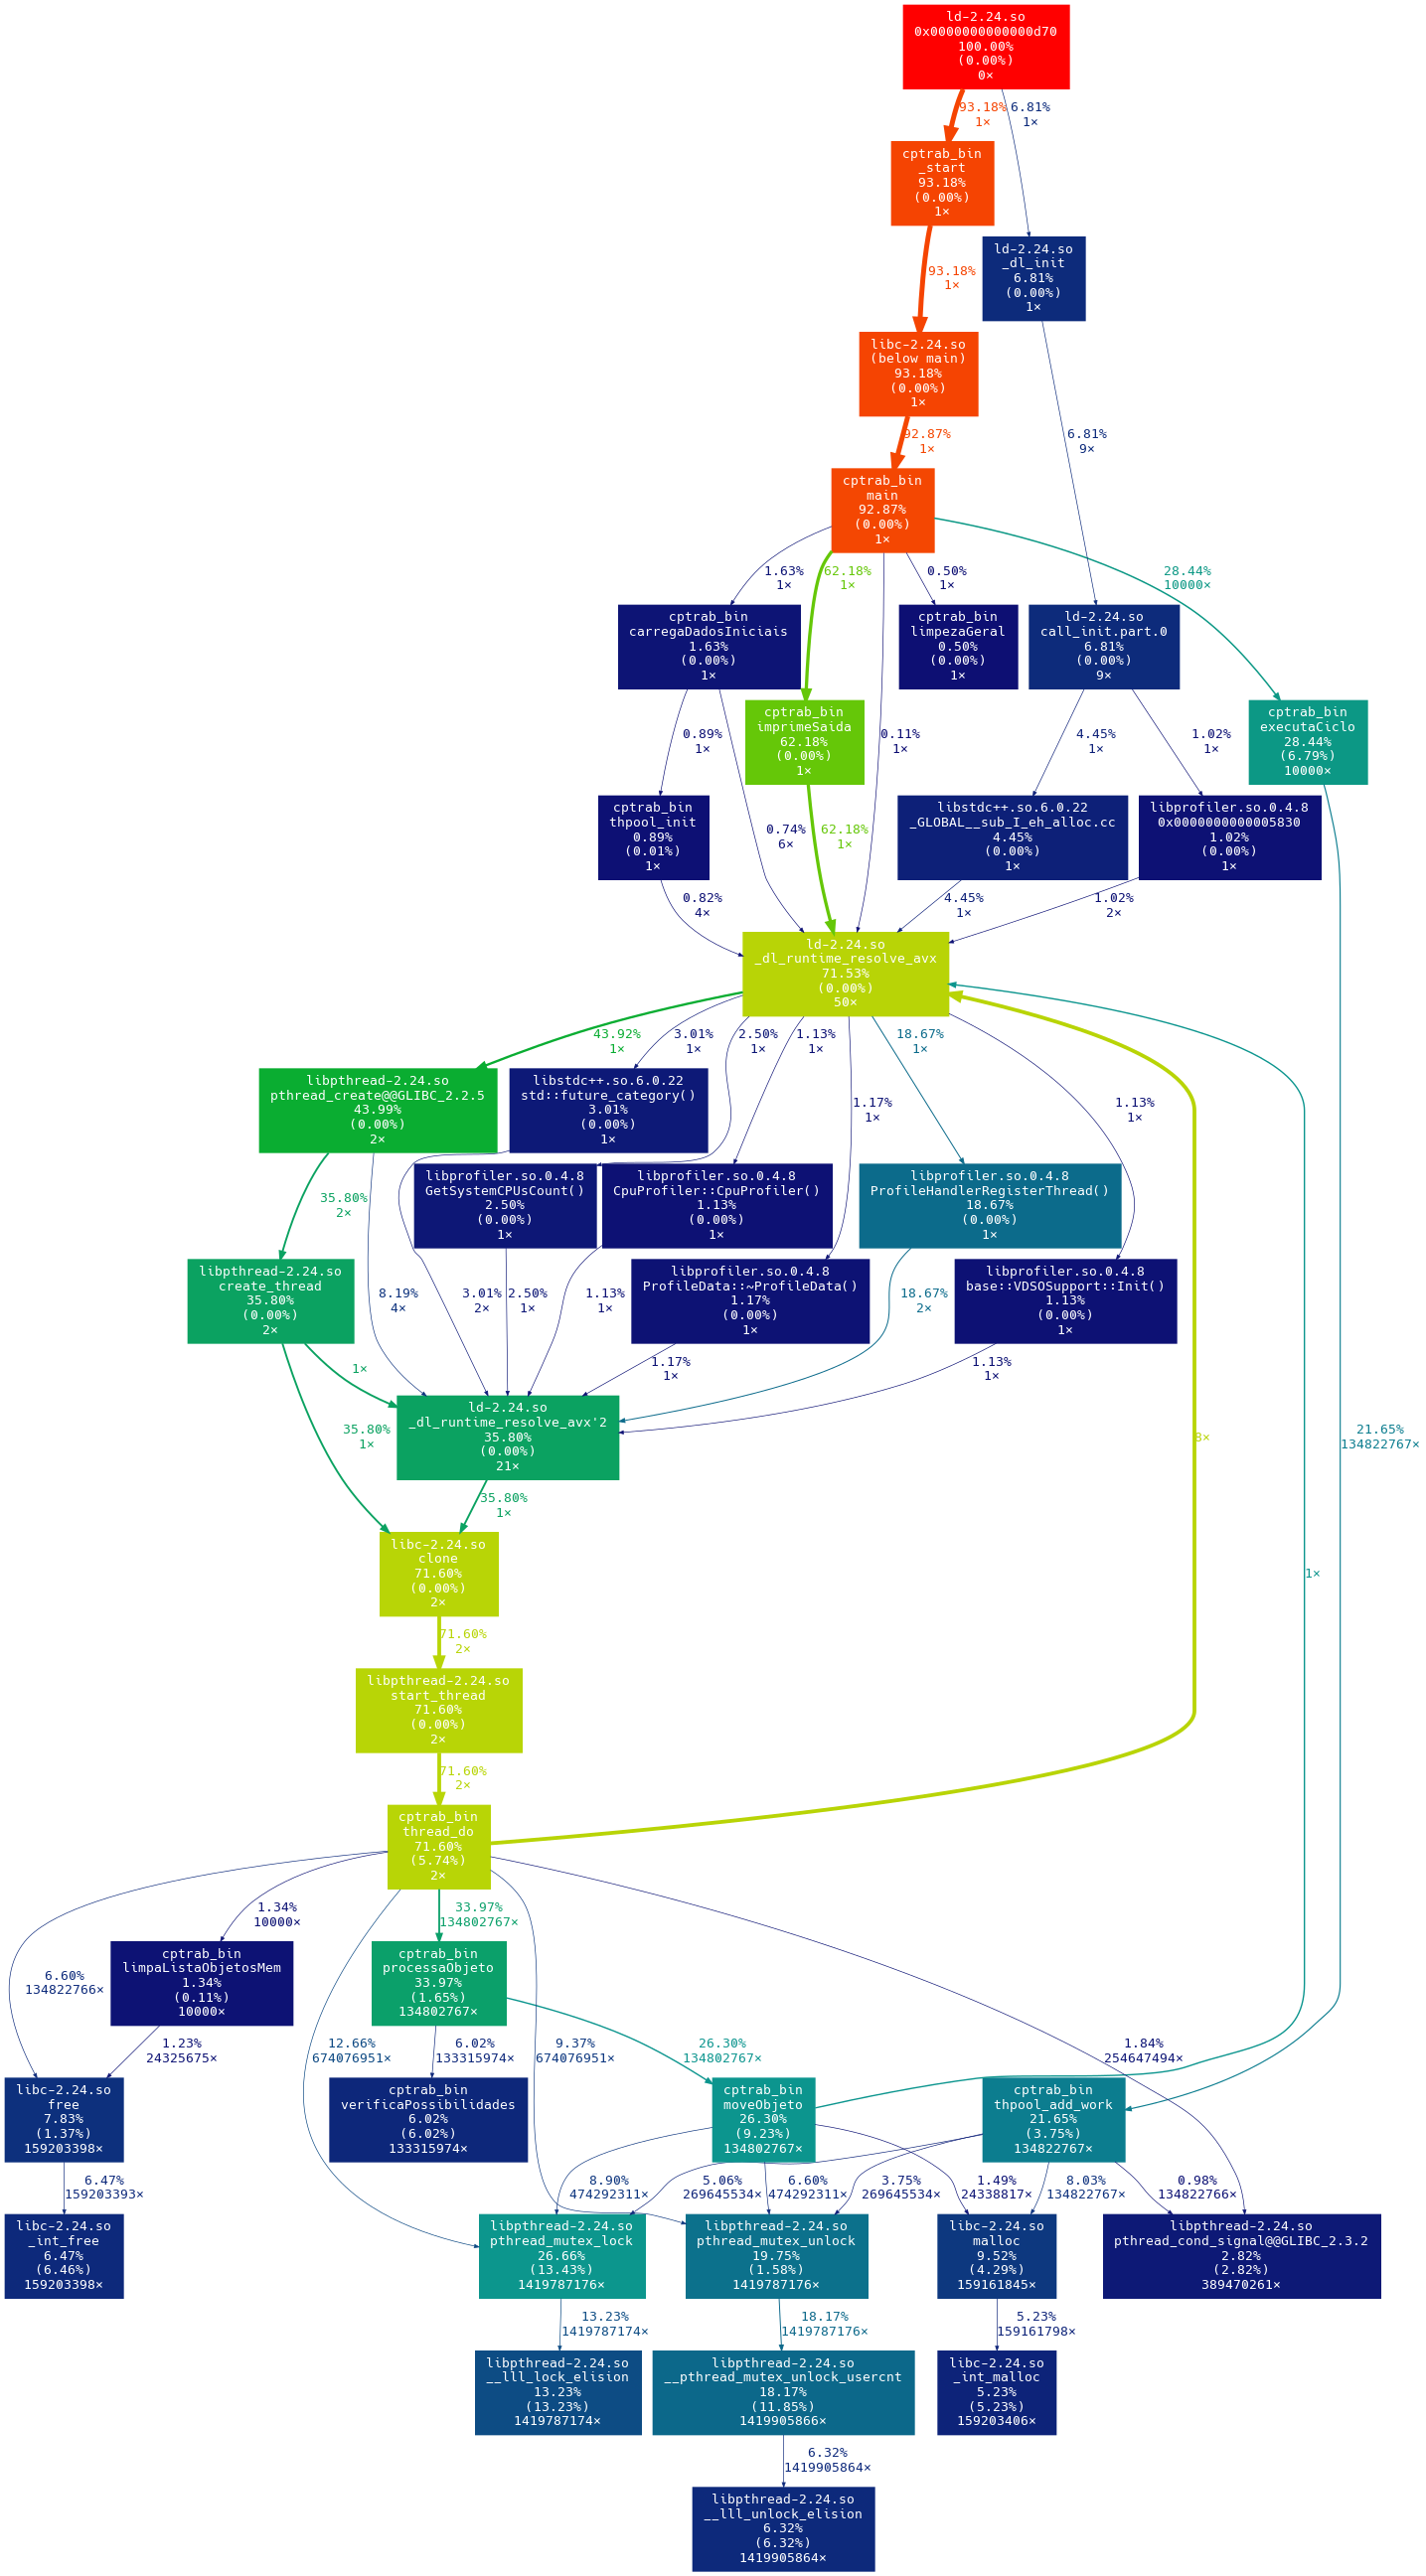 ld-2.24.so
0x0000000000000d70
100.00%
(0.00%)
0×
93.18%
1×
6.81%
1×
cptrab_bin
_start
93.18%
(0.00%)
1×
ld-2.24.so
_dl_init
6.81%
(0.00%)
1×
93.18%
1×
libc-2.24.so
(below main)
93.18%
(0.00%)
1×
92.87%
1×
6.81%
9×
cptrab_bin
main
92.87%
(0.00%)
1×
1.63%
1×
62.18%
1×
0.50%
1×
28.44%
10000×
cptrab_bin
carregaDadosIniciais
1.63%
(0.00%)
1×
cptrab_bin
limpezaGeral
0.50%
(0.00%)
1×
ld-2.24.so
call_init.part.0
6.81%
(0.00%)
9×
cptrab_bin
imprimeSaida
62.18%
(0.00%)
1×
cptrab_bin
executaCiclo
28.44%
(6.79%)
10000×
0.89%
1×
0.11%
1×
4.45%
1×
1.02%
1×
cptrab_bin
thpool_init
0.89%
(0.01%)
1×
0.74%
6×
62.18%
1×
libstdc++.so.6.0.22
_GLOBAL__sub_I_eh_alloc.cc
4.45%
(0.00%)
1×
libprofiler.so.0.4.8
0x0000000000005830
1.02%
(0.00%)
1×
0.82%
4×
4.45%
1×
1.02%
2×
ld-2.24.so
_dl_runtime_resolve_avx
71.53%
(0.00%)
50×
43.92%
1×
3.01%
1×
2.50%
1×
1.13%
1×
18.67%
1×
libpthread-2.24.so
pthread_create@@GLIBC_2.2.5
43.99%
(0.00%)
2×
libstdc++.so.6.0.22
std::future_category()
3.01%
(0.00%)
1×
1.17%
1×
1.13%
1×
libprofiler.so.0.4.8
GetSystemCPUsCount()
2.50%
(0.00%)
1×
libprofiler.so.0.4.8
CpuProfiler::CpuProfiler()
1.13%
(0.00%)
1×
libprofiler.so.0.4.8
ProfileHandlerRegisterThread()
18.67%
(0.00%)
1×
35.80%
2×
libpthread-2.24.so
create_thread
35.80%
(0.00%)
2×
8.19%
4×
3.01%
2×
2.50%
1×
1.13%
1×
libprofiler.so.0.4.8
ProfileData::~ProfileData()
1.17%
(0.00%)
1×
18.67%
2×
libprofiler.so.0.4.8
base::VDSOSupport::Init()
1.13%
(0.00%)
1×
1×
1.17%
1×
1.13%
1×
35.80%
1×
ld-2.24.so
_dl_runtime_resolve_avx'2
35.80%
(0.00%)
21×
8×
21.65%
134822767×
35.80%
1×
libc-2.24.so
clone
71.60%
(0.00%)
2×
1×
71.60%
2×
libpthread-2.24.so
start_thread
71.60%
(0.00%)
2×
71.60%
2×
cptrab_bin
thread_do
71.60%
(5.74%)
2×
1.34%
10000×
33.97%
134802767×
6.60%
134822766×
cptrab_bin
limpaListaObjetosMem
1.34%
(0.11%)
10000×
cptrab_bin
processaObjeto
33.97%
(1.65%)
134802767×
1.23%
24325675×
12.66%
674076951×
6.02%
133315974×
9.37%
674076951×
26.30%
134802767×
1.84%
254647494×
libc-2.24.so
free
7.83%
(1.37%)
159203398×
cptrab_bin
verificaPossibilidades
6.02%
(6.02%)
133315974×
cptrab_bin
moveObjeto
26.30%
(9.23%)
134802767×
cptrab_bin
thpool_add_work
21.65%
(3.75%)
134822767×
6.47%
159203393×
8.90%
474292311×
5.06%
269645534×
6.60%
474292311×
3.75%
269645534×
1.49%
24338817×
8.03%
134822767×
0.98%
134822766×
libc-2.24.so
_int_free
6.47%
(6.46%)
159203398×
libpthread-2.24.so
pthread_mutex_lock
26.66%
(13.43%)
1419787176×
libpthread-2.24.so
pthread_mutex_unlock
19.75%
(1.58%)
1419787176×
libc-2.24.so
malloc
9.52%
(4.29%)
159161845×
libpthread-2.24.so
pthread_cond_signal@@GLIBC_2.3.2
2.82%
(2.82%)
389470261×
13.23%
1419787174×
18.17%
1419787176×
5.23%
159161798×
libpthread-2.24.so
__lll_lock_elision
13.23%
(13.23%)
1419787174×
libpthread-2.24.so
__pthread_mutex_unlock_usercnt
18.17%
(11.85%)
1419905866×
libc-2.24.so
_int_malloc
5.23%
(5.23%)
159203406×
6.32%
1419905864×
libpthread-2.24.so
__lll_unlock_elision
6.32%
(6.32%)
1419905864×